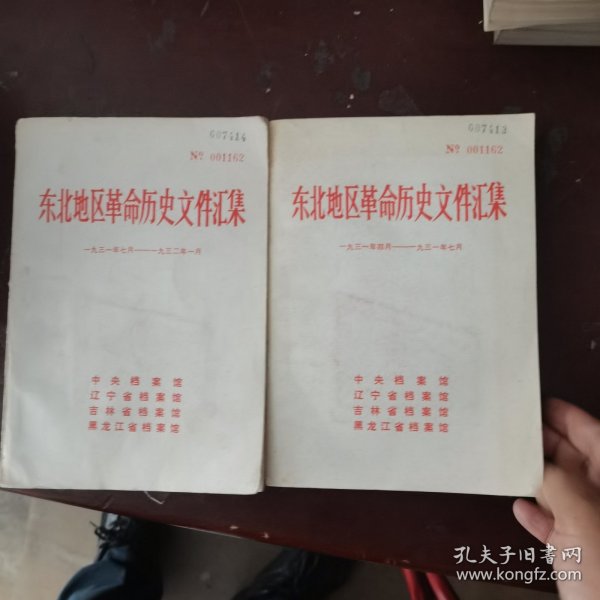 607414
Nº 001162
东北地区革命历史文件汇集
一九三一年七月——一九三二年一月
中央档案馆
辽宁省档案馆
吉林省档案馆
黑龙江省档案馆
607413
Nº 001162
东北地区革命历史文件汇集
一九三一年四月——一九三一年七月
中央档案馆
辽宁省档案馆
吉林省档案馆
黑龙江省档案馆
孔夫子旧书网
www.kongfz.com